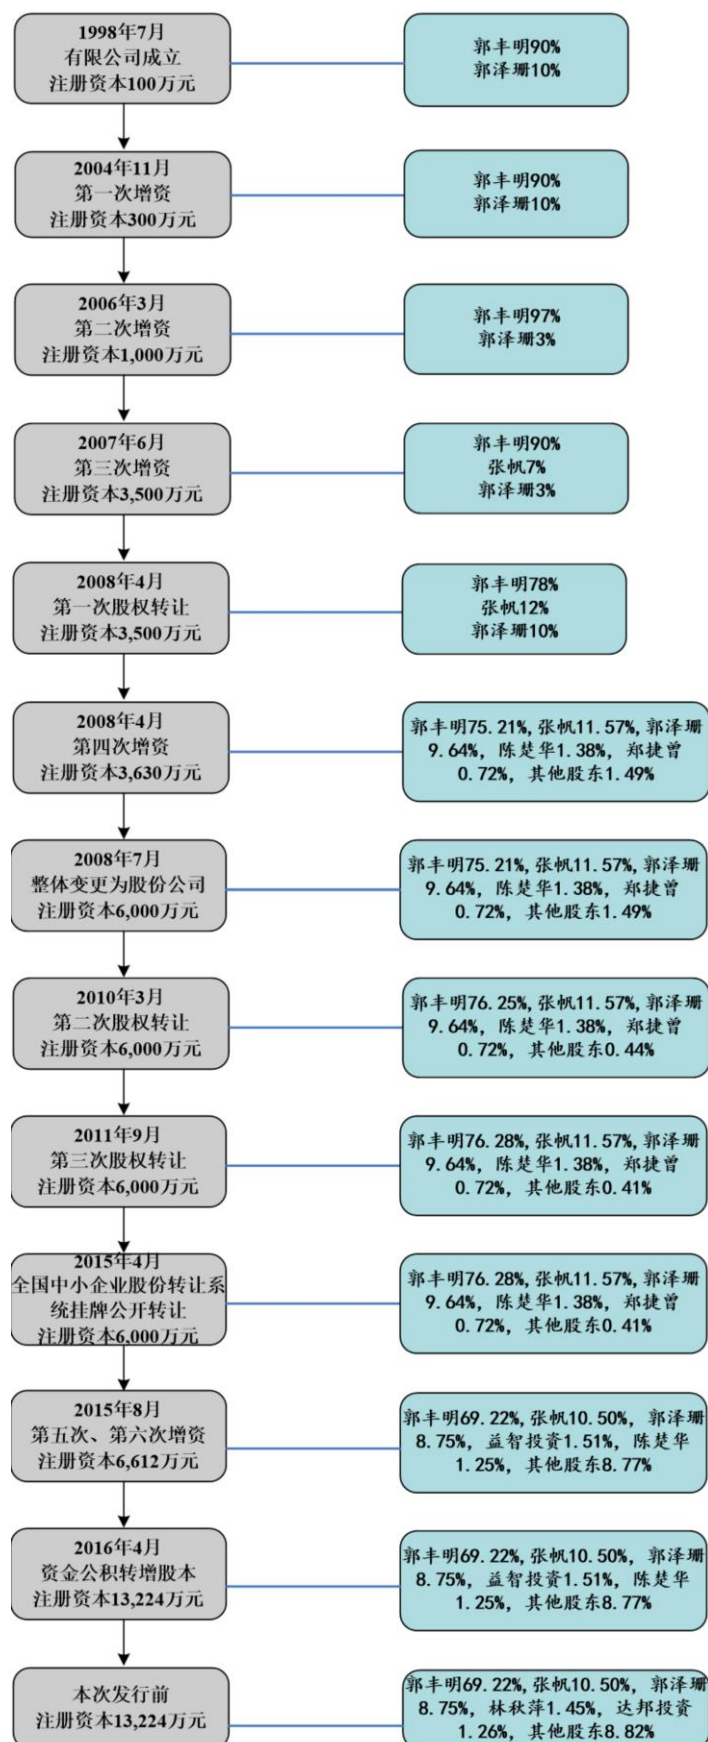 1998年7月
有限公司成立
注册资本100万元
郭丰明90%
郭泽珊10%
2004年11月
第一次增资
注册资本300万元
郭丰明90%
郭泽珊10%
2006年3月
第二次增资
注册资本1,000万元
郭丰明97%
郭泽珊3%
2007年6月
第三次增资
注册资本3,500万元
郭丰明90%
张帆7%
郭泽珊3%
2008年4月
第一次股权转让
注册资本3,500万元
郭丰明78%
张帆12%
郭泽珊10%
2008年4月
第四次增资
注册资本3,630万元
郭丰明75.21%,张帆11.57%,郭泽珊
9.64%, 陈楚华1.38%, 郑捷曾
0.72%, 其他股东1.49%
2008年7月
整体变更为股份公司
注册资本6,000万元
郭丰明75.21%,张帆11.57%,郭泽珊
9.64%, 陈楚华1.38%, 郑捷曾
0.72%, 其他股东1.49%
2010年3月
第二次股权转让
注册资本6,000万元
郭丰明76.25%,张帆11.57%,郭泽珊
9.64%, 陈楚华1.38%, 郑捷曾
0.72%, 其他股东0.44%
2011年9月
第三次股权转让
注册资本6,000万元
郭丰明76.28%,张帆11.57%,郭泽珊
9.64%, 陈楚华1.38%, 郑捷曾
0.72%, 其他股东0.41%
2015年4月
全国中小企业股份转让系
统挂牌公开转让
注册资本6,000万元
郭丰明76.28%,张帆11.57%,郭泽珊
9.64%, 陈楚华1.38%, 郑捷曾
0.72%, 其他股东0.41%
2015年8月
第五次、第六次增资
注册资本6,612万元
郭丰明69.22%,张帆10.50%, 郭泽珊
8.75%, 益智投资1.51%, 陈楚华
1.25%, 其他股东8.77%
2016年4月
资金公积转增股本
注册资本13,224万元
郭丰明69.22%,张帆10.50%, 郭泽珊
8.75%, 益智投资1.51%, 陈楚华
1.25%, 其他股东8.77%
本次发行前
注册资本13,224万元
郭丰明69.22%,张帆10.50%, 郭泽珊
8.75%, 林秋萍1.45%, 达邦投资
1.26%, 其他股东8.82%